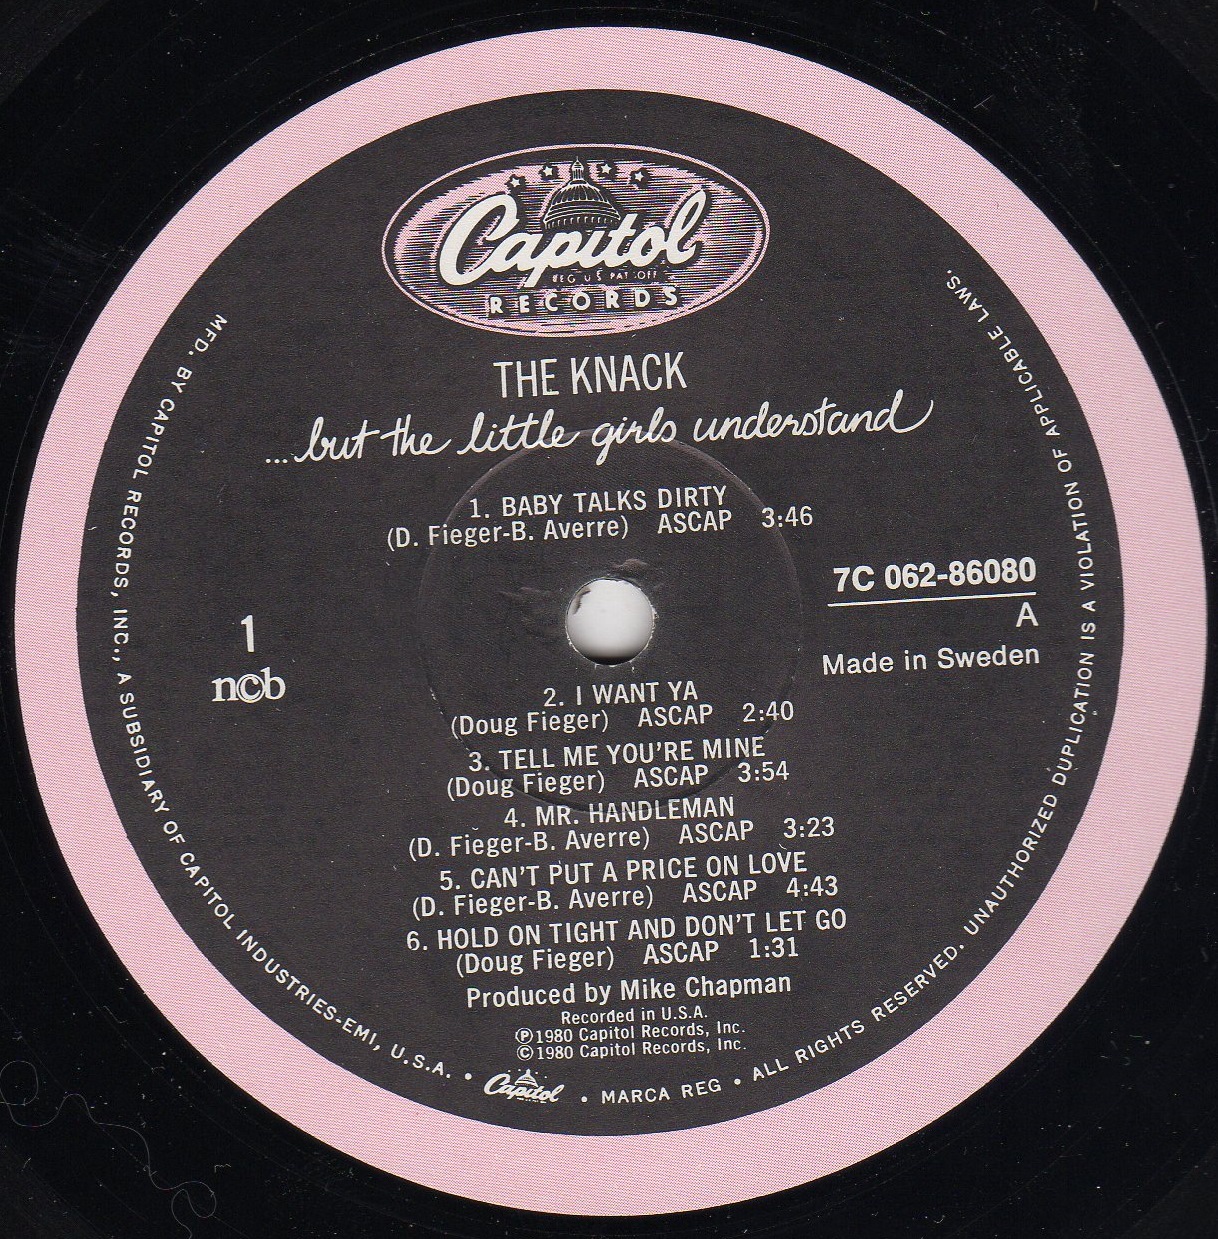 Capitol
REG. U.S. PAT. OFF.
RECORDS
THE KNACK
...but the little girls understand
1. BABY TALKS DIRTY
(D. Fieger-B. Averre) ASCAP 3:46
7C 062-86080
A
Made in Sweden
1
ncb
2. I WANT YA
(Doug Fieger) ASCAP 2:40
3. TELL ME YOU'RE MINE
(Doug Fieger) ASCAP 3:54
4. MR. HANDLEMAN
(D. Fieger-B. Averre) ASCAP 3:23
5. CAN'T PUT A PRICE ON LOVE
(D. Fieger-B. Averre) ASCAP 4:43
6. HOLD ON TIGHT AND DON'T LET GO
(Doug Fieger) ASCAP 1:31
Produced by Mike Chapman
Recorded in U.S.A.
℗1980 Capitol Records, Inc.
©1980 Capitol Records, Inc.
MFD. BY CAPITOL RECORDS, INC., A SUBSIDIARY OF CAPITOL INDUSTRIES-EMI, U.S.A. • Capitol • MARCA REG • ALL RIGHTS RESERVED. UNAUTHORIZED DUPLICATION IS A VIOLATION OF APPLICABLE LAWS.